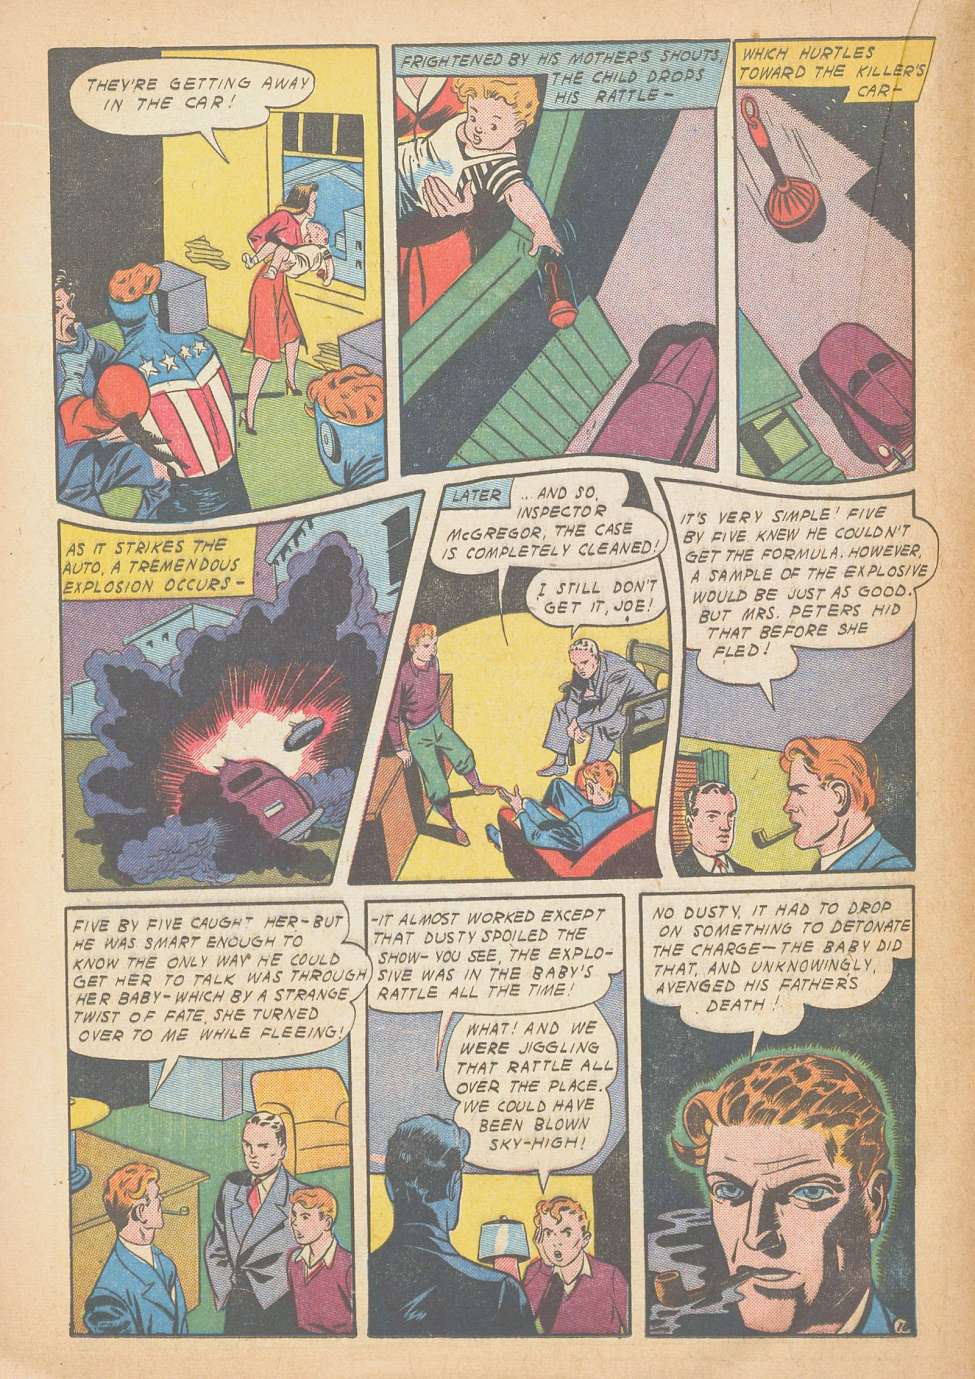 THEY'RE GETTING AWAY
IN THE CAR!
FRIGHTENED BY HIS MOTHER'S SHOUTS,
THE CHILD DROPS
HIS RATTLE—
WHICH HURTLES
TOWARD THE KILLER'S
CAR—
AS IT STRIKES THE
AUTO, A TREMENDOUS
EXPLOSION OCCURS—
LATER
... AND SO,
INSPECTOR
McGREGOR, THE CASE
IS COMPLETELY CLEANED!
I STILL DON'T
GET IT, JOE!
IT'S VERY SIMPLE! FIVE
BY FIVE KNEW HE COULDN'T
GET THE FORMULA. HOWEVER,
A SAMPLE OF THE EXPLOSIVE
WOULD BE JUST AS GOOD.
BUT MRS. PETERS HID
THAT BEFORE SHE
FLED!
FIVE BY FIVE CAUGHT HER—BUT
HE WAS SMART ENOUGH TO
KNOW THE ONLY WAY HE COULD
GET HER TO TALK WAS THROUGH
HER BABY—WHICH BY A STRANGE
TWIST OF FATE, SHE TURNED
OVER TO ME WHILE FLEEING!
-IT ALMOST WORKED EXCEPT
THAT DUSTY SPOILED THE
SHOW—YOU SEE, THE EXPLO-
SIVE WAS IN THE BABY'S
RATTLE ALL THE TIME!
WHAT! AND WE
WERE JIGGLING
THAT RATTLE ALL
OVER THE PLACE.
WE COULD HAVE
BEEN BLOWN
SKY-HIGH!
NO DUSTY, IT HAD TO DROP
ON SOMETHING TO DETONATE
THE CHARGE—THE BABY DID
THAT, AND UNKNOWINGLY,
AVENGED HIS FATHER'S
DEATH!